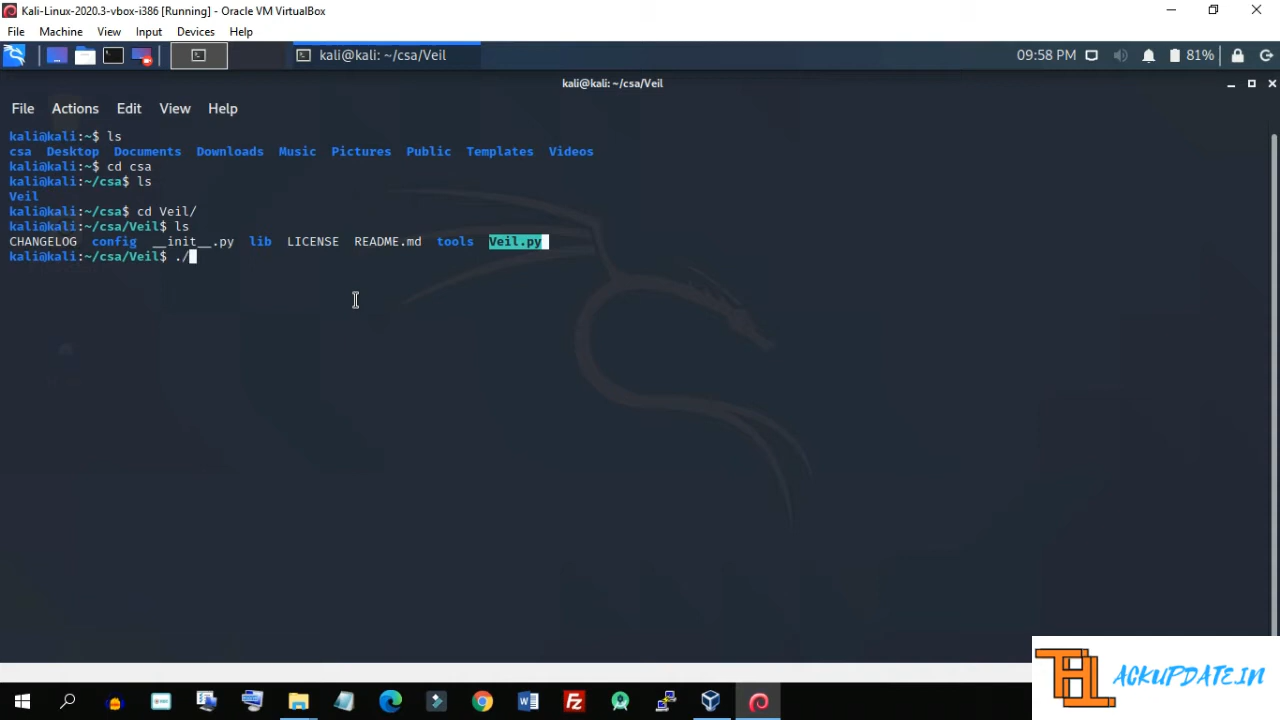 Kali-Linux-2020.3-vbox-i386 [Running] - Oracle VM VirtualBox
File Machine View Input Devices Help
kali@kali: ~/csa/Veil 09:58 PM 81%
kali@kali: ~/csa/Veil
File Actions Edit View Help
kali@kali:~$ ls
csa Desktop Documents Downloads Music Pictures Public Templates Videos
kali@kali:~$ cd csa
kali@kali:~/csa$ ls
Veil
kali@kali:~/csa$ cd Veil/
kali@kali:~/csa/Veil$ ls
CHANGELOG config __init__.py lib LICENSE README.md tools Veil.py
kali@kali:~/csa/Veil$ ./
ACKUPDATE.IN